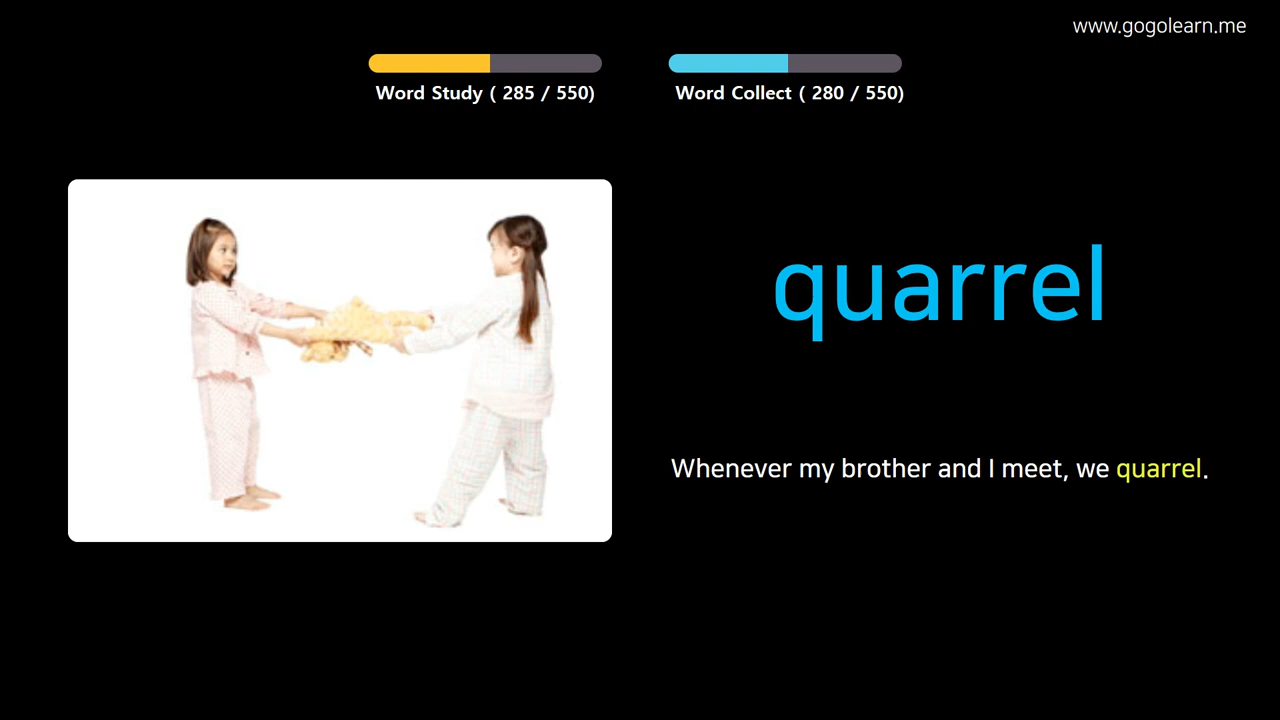 www.gogolearn.me
Word Study ( 285 / 550)
Word Collect ( 280 / 550)
quarrel
Whenever my brother and I meet, we quarrel.